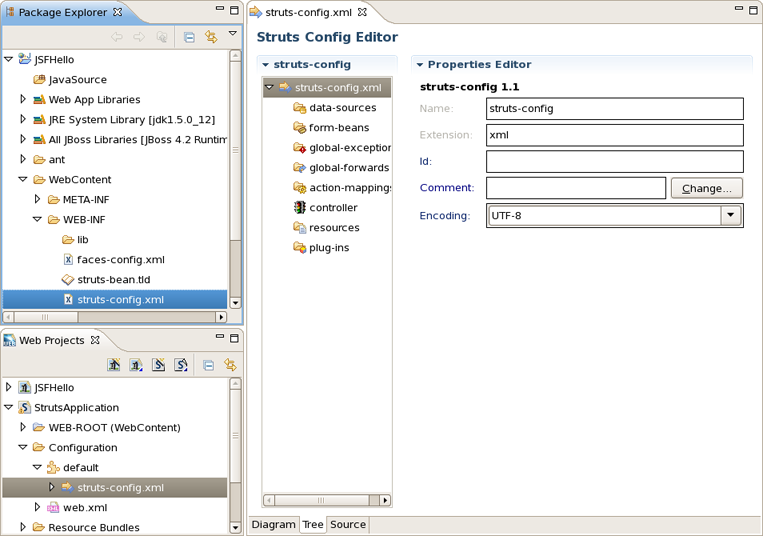 Package Explorer
JSFHello
JavaSource
Web App Libraries
JRE System Library [jdk1.5.0_12]
All JBoss Libraries [JBoss 4.2 Runtim
ant
WebContent
META-INF
WEB-INF
lib
faces-config.xml
struts-bean.tld
struts-config.xml
Web Projects
JSFHello
StrutsApplication
WEB-ROOT (WebContent)
Configuration
default
struts-config.xml
web.xml
Resource Bundles
struts-config.xml
Struts Config Editor
struts-config
struts-config.xml
data-sources
form-beans
global-exception
global-forwards
action-mappings
controller
resources
plug-ins
Properties Editor
struts-config 1.1
Name: struts-config
Extension: xml
Id:
Comment: Change...
Encoding: UTF-8
Diagram Tree Source